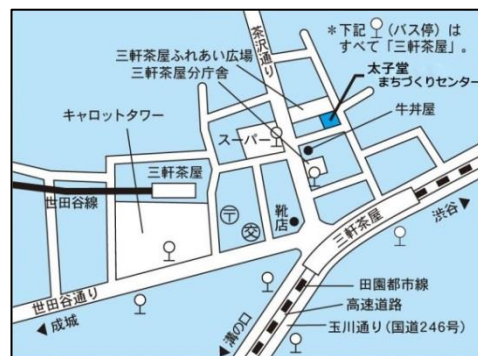 茶沢通り
＊下記 (バス停) は
すべて「三軒茶屋」。
三軒茶屋ふれあい広場
三軒茶屋分庁舎
太子堂
まちづくりセンター
キャロットタワー
スーパー
牛丼屋
三軒茶屋
世田谷線
〒
交
靴店
三軒茶屋
渋谷
世田谷通り
成城
溝の口
田園都市線
高速道路
玉川通り (国道246号)